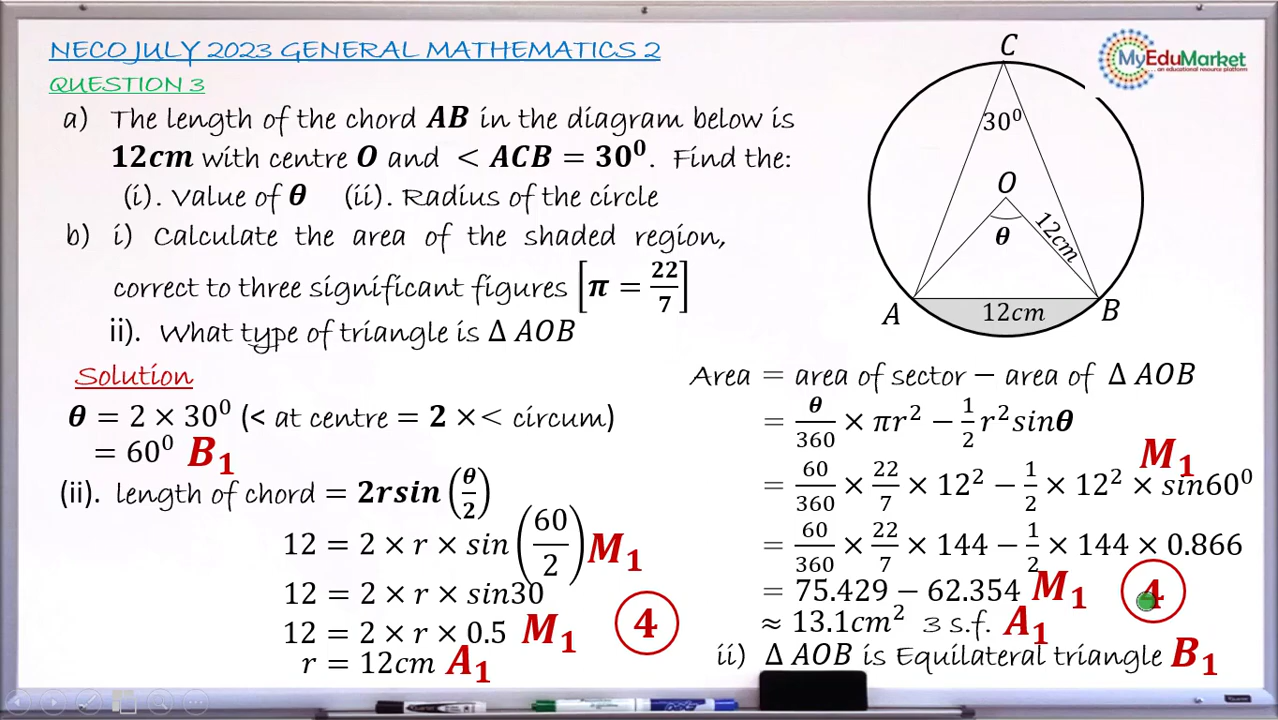 NECO JULY 2023 GENERAL MATHEMATICS 2
QUESTION 3
a) The length of the chord AB in the diagram below is
12cm with centre O and < ACB = 30⁰. Find the:
(i). Value of θ (ii). Radius of the circle
b) i) Calculate the area of the shaded region,
correct to three significant figures [π = 22/7]
ii). What type of triangle is Δ AOB
Solution
θ = 2 × 30⁰ (< at centre = 2 ×< circum)
= 60⁰ B₁
(ii). length of chord = 2rsin(θ/2)
12 = 2 × r × sin(60/2) M₁
12 = 2 × r × sin30
12 = 2 × r × 0.5 M₁
r = 12cm A₁
4
MyEduMarket
...an educational resource platform
C
30⁰
O
θ
12cm
A
12cm
B
Area = area of sector − area of Δ AOB
= θ/360 × πr² − 1/2 r²sinθ
M₁
= 60/360 × 22/7 × 12² − 1/2 × 12² × sin60⁰
= 60/360 × 22/7 × 144 − 1/2 × 144 × 0.866
= 75.429 − 62.354 M₁
4
≈ 13.1cm² 3 s.f. A₁
ii) Δ AOB is Equilateral triangle B₁